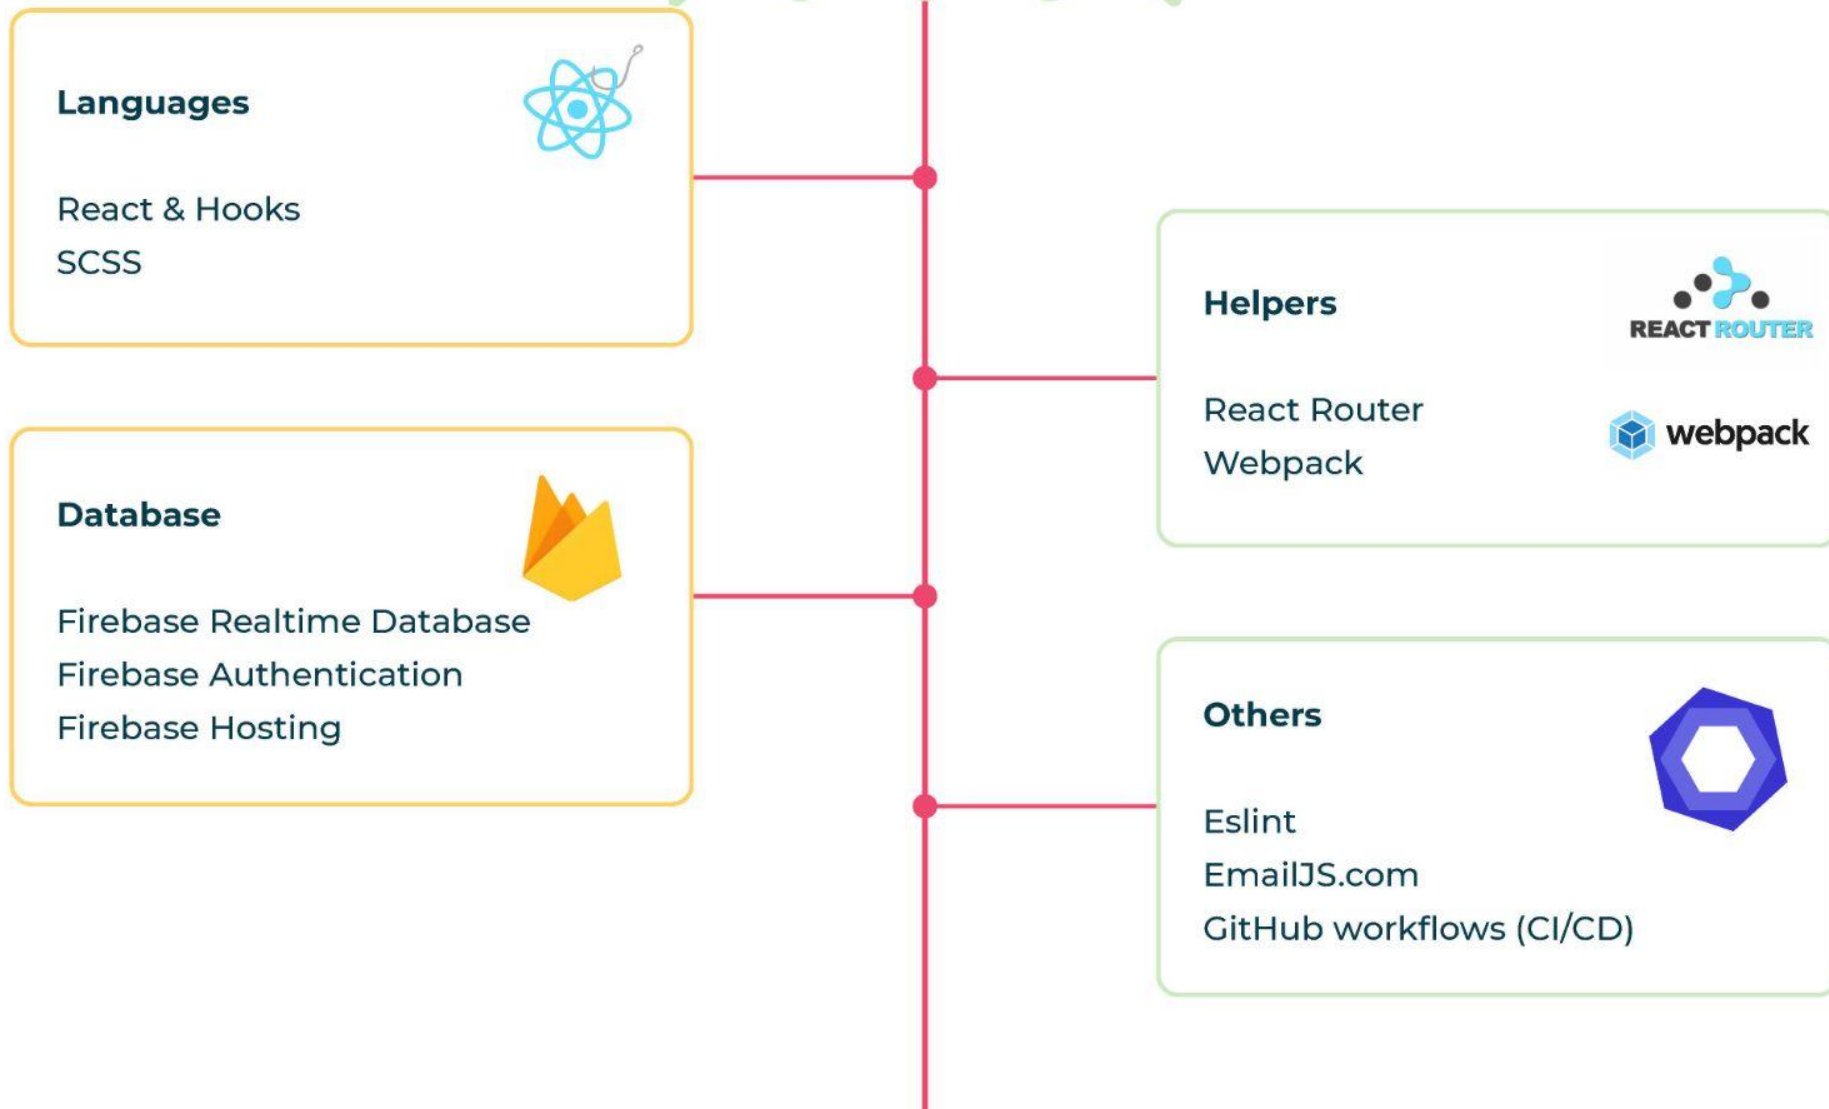 Languages
React & Hooks
SCSS
Helpers
REACT ROUTER
React Router
webpack
Webpack
Database
Firebase Realtime Database
Firebase Authentication
Firebase Hosting
Others
Eslint
EmailJS.com
GitHub workflows (CI/CD)